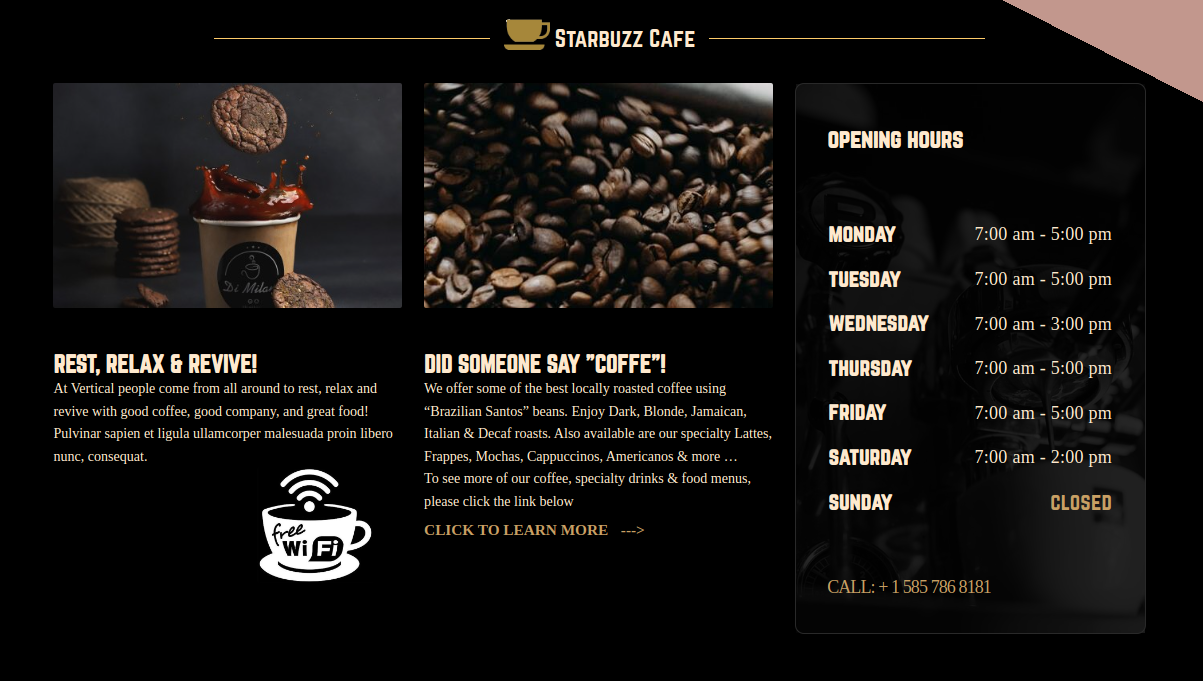 Starbuzz Cafe
Di Milano
REST, RELAX & REVIVE!
At Vertical people come from all around to rest, relax and
revive with good coffee, good company, and great food!
Pulvinar sapien et ligula ullamcorper malesuada proin libero
nunc, consequat.
free
Wi Fi
DID SOMEONE SAY ”COFFE”!
We offer some of the best locally roasted coffee using
“Brazilian Santos” beans. Enjoy Dark, Blonde, Jamaican,
Italian & Decaf roasts. Also available are our specialty Lattes,
Frappes, Mochas, Cappuccinos, Americanos & more …
To see more of our coffee, specialty drinks & food menus,
please click the link below
CLICK TO LEARN MORE --->
OPENING HOURS
MONDAY 7:00 am - 5:00 pm
TUESDAY 7:00 am - 5:00 pm
WEDNESDAY 7:00 am - 3:00 pm
THURSDAY 7:00 am - 5:00 pm
FRIDAY 7:00 am - 5:00 pm
SATURDAY 7:00 am - 2:00 pm
SUNDAY CLOSED
CALL: + 1 585 786 8181